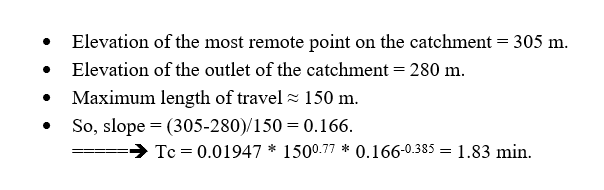 • Elevation of the most remote point on the catchment = 305 m.
• Elevation of the outlet of the catchment = 280 m.
• Maximum length of travel ≈ 150 m.
• So, slope = (305-280)/150 = 0.166.
=====➔ Tc = 0.01947 * 150^0.77 * 0.166^-0.385 = 1.83 min.